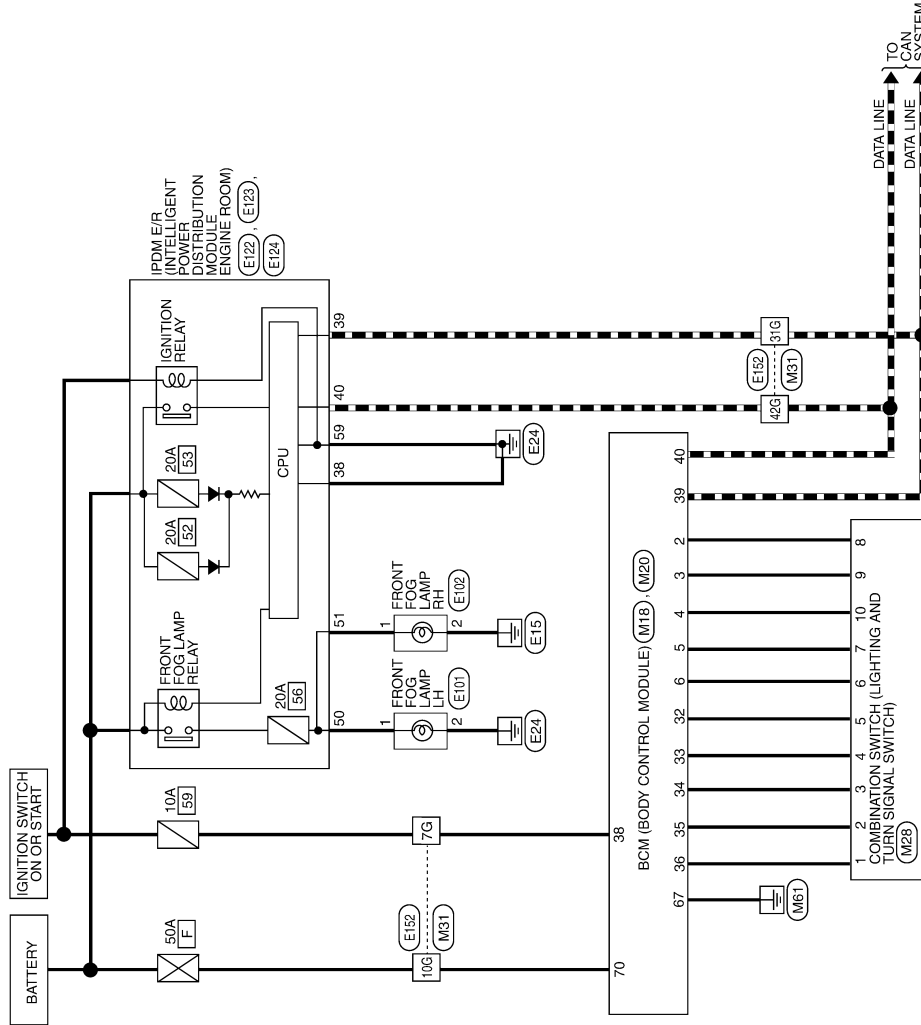 BATTERY
IGNITION SWITCH
ON OR START
50A
F
10A
59
FRONT
FOG LAMP
RELAY
20A
52
20A
53
IGNITION
RELAY
IPDM E/R
(INTELLIGENT
POWER
DISTRIBUTION
MODULE
ENGINE ROOM)
E122 , E123 ,
E124
20A
56
CPU
50
51
38
59
40
39
1
FRONT
FOG
LAMP
LH
E101
2
1
FRONT
FOG
LAMP
RH
E102
2
E24
E15
E24
10G
E152
M31
7G
42G
E152
M31
31G
70
38
BCM (BODY CONTROL MODULE) M18 , M20
67
36
35
34
33
32
6
5
4
3
2
39
40
M61
1
2
3
4
5
6
7
10
9
8
COMBINATION SWITCH (LIGHTING AND
TURN SIGNAL SWITCH)
M28
DATA LINE
DATA LINE
TO
CAN
SYSTEM